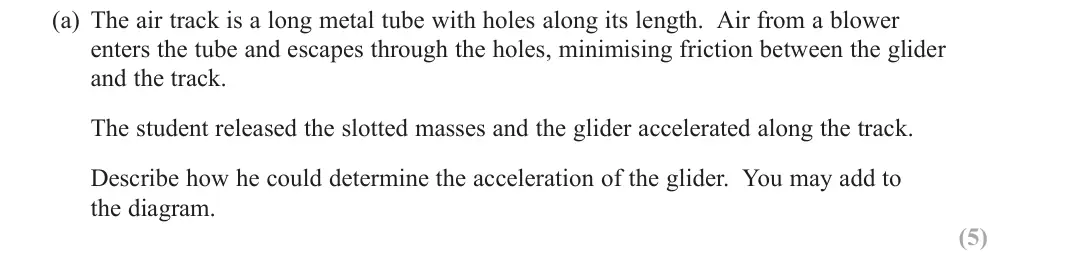 (a) The air track is a long metal tube with holes along its length. Air from a blower
enters the tube and escapes through the holes, minimising friction between the glider
and the track.
The student released the slotted masses and the glider accelerated along the track.
Describe how he could determine the acceleration of the glider. You may add to
the diagram.
(5)